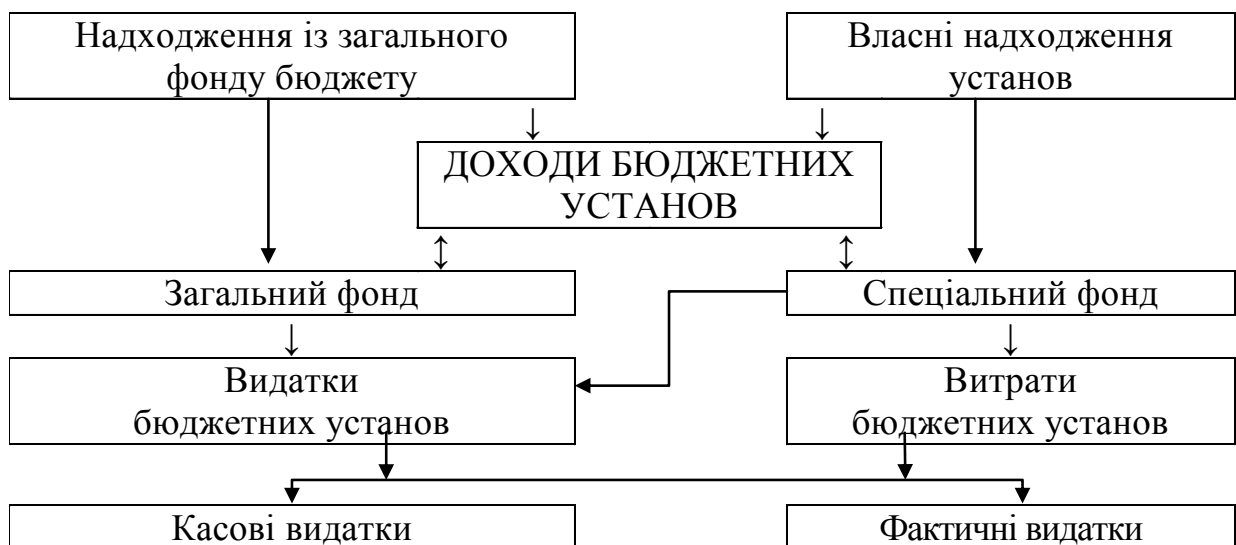 Надходження із загального
фонду бюджету
Власні надходження
установ
ДОХОДИ БЮДЖЕТНИХ
УСТАНОВ
Загальний фонд
Спеціальний фонд
Видатки
бюджетних установ
Витрати
бюджетних установ
Касові видатки
Фактичні видатки